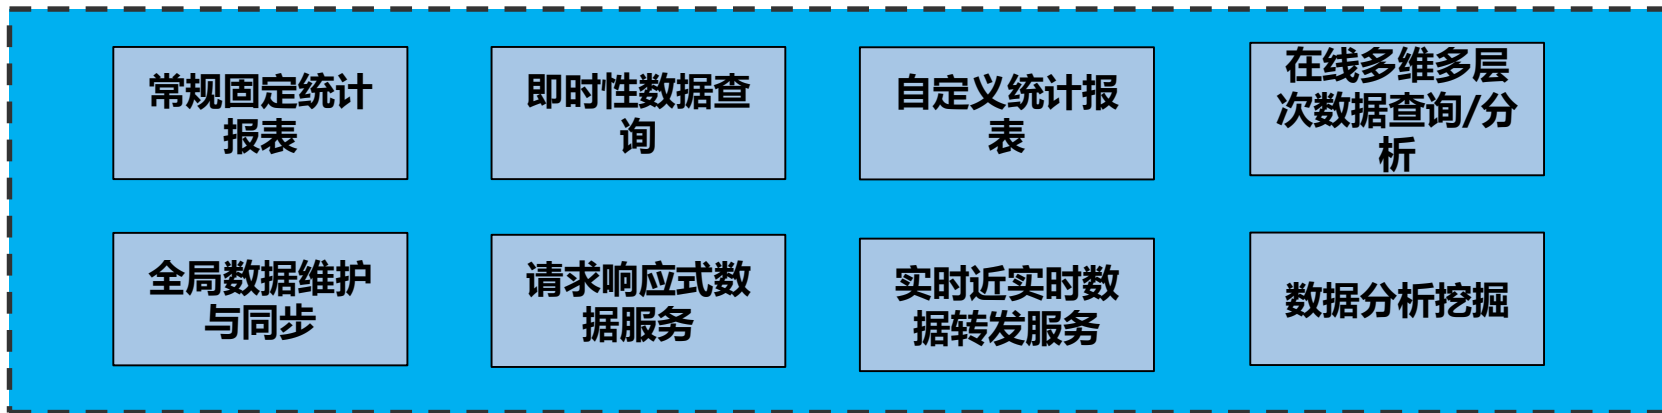 常规固定统计
报表
即时性数据查
询
自定义统计报
表
在线多维多层
次数据查询/分
析
全局数据维护
与同步
请求响应式数
据服务
实时近实时数
据转发服务
数据分析挖掘